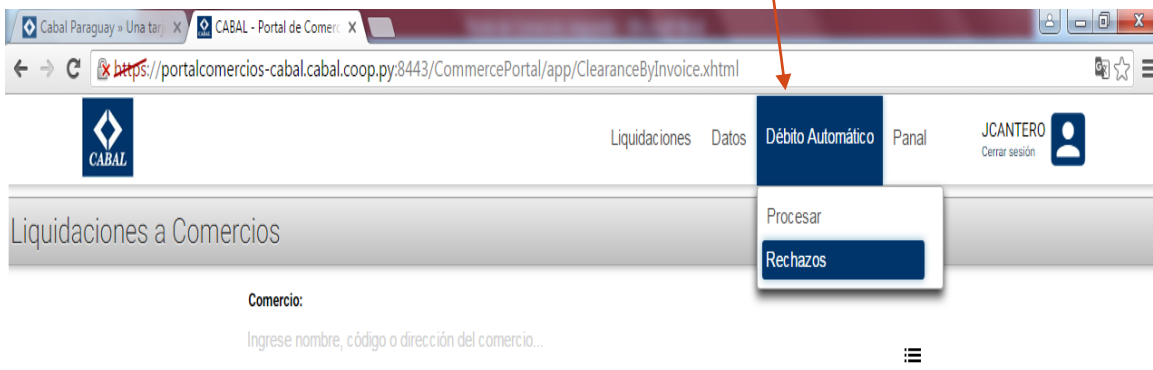 Cabal Paraguay » Una tarj
CABAL - Portal de Comerc
https://portalcomercios-cabal.cabal.coop.py:8443/CommercePortal/app/ClearanceByInvoice.xhtml
CABAL
Liquidaciones Datos Débito Automático Panal
JCANTERO
Cerrar sesión
Procesar
Rechazos
Liquidaciones a Comercios
Comercio:
Ingrese nombre, código o dirección del comercio...